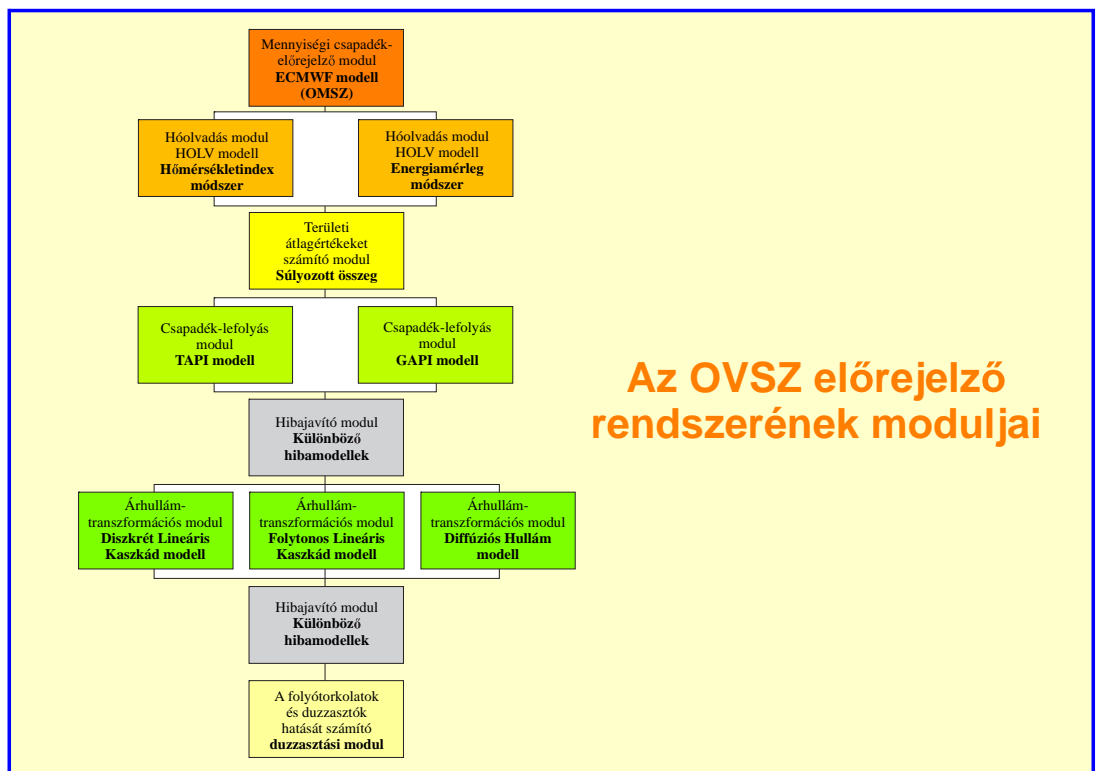 Mennyiségi csapadék-
előrejelző modul
ECMWF modell
(OMSZ)
Hóolvadás modul
HOLV modell
Hőmérsékletindex
módszer
Hóolvadás modul
HOLV modell
Energiamérleg
módszer
Területi
átlagértékeket
számító modul
Súlyozott összeg
Csapadék-lefolyás
modul
TAPI modell
Csapadék-lefolyás
modul
GAPI modell
Az OVSZ előrejelző
rendszerének moduljai
Hibajavító modul
Különböző
hibamodellek
Árhullám-
transzformációs modul
Diszkrét Lineáris
Kaszkád modell
Árhullám-
transzformációs modul
Folytonos Lineáris
Kaszkád modell
Árhullám-
transzformációs modul
Diffúziós Hullám
modell
Hibajavító modul
Különböző
hibamodellek
A folyótorkolatok
és duzzasztók
hatását számító
duzzasztási modul